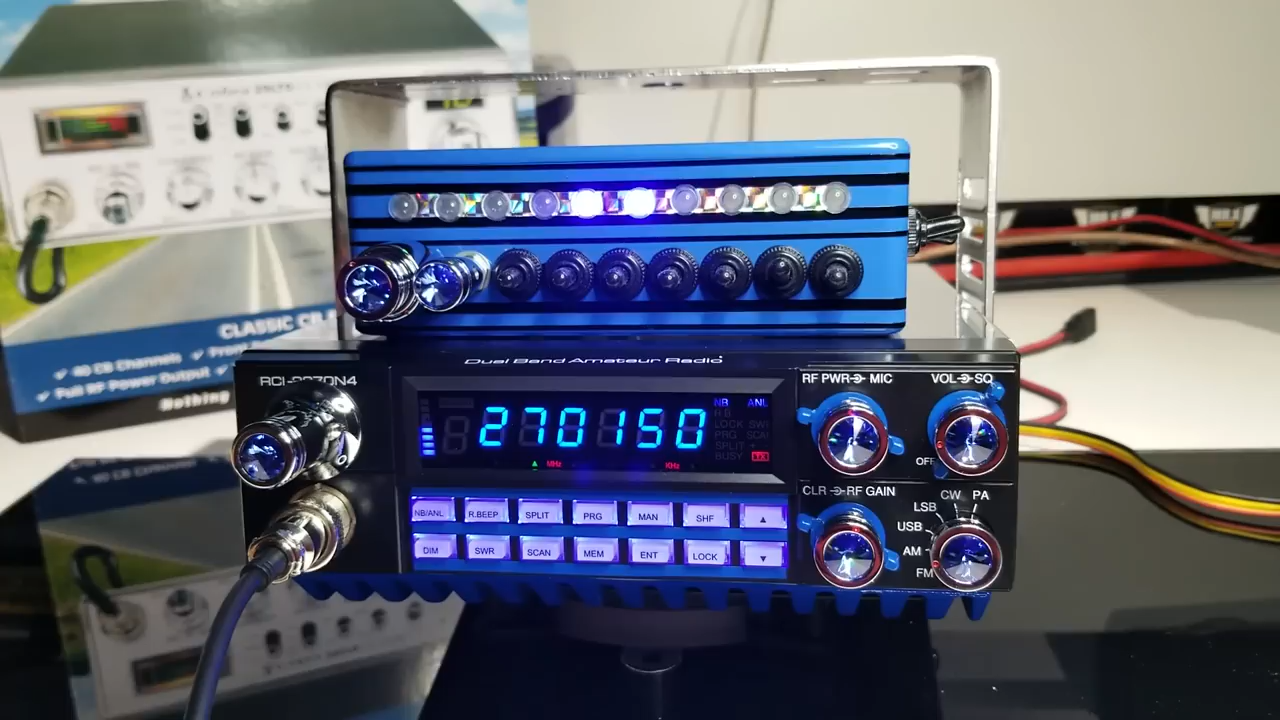 CLASSIC CB
✓ 40 CB Channels ✓ Front
✓ Full RF Power Output ✓
Nothing
Dual Band Amateur Radio
RCI-2970N4
270150
MHz KHz
NB ANL
R.B
LOCK SWR
PRG SCAN
SPLIT +
BUSY
RF PWR MIC
VOL SQ
OFF
CLR RF GAIN
CW PA
LSB
USB
AM
FM
NB/ANL R.BEEP SPLIT PRG MAN SHF ▲
DIM SWR SCAN MEM ENT LOCK ▼